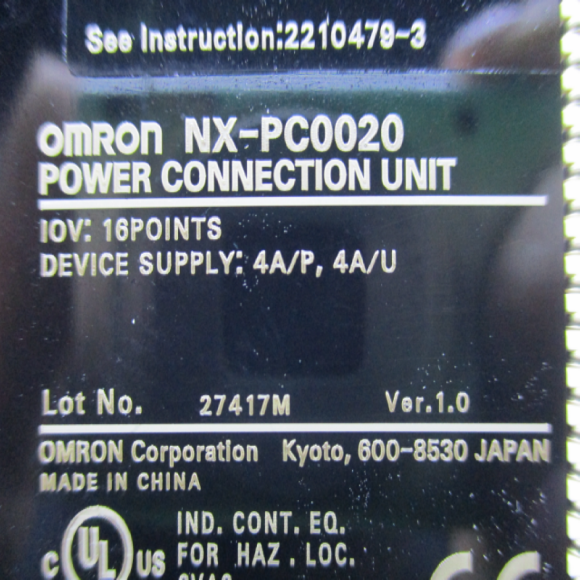 See Instruction:2210479-3
OMRON NX-PC0020
POWER CONNECTION UNIT
IOV: 16POINTS
DEVICE SUPPLY: 4A/P, 4A/U
Lot No. 27417M Ver.1.0
OMRON Corporation Kyoto, 600-8530 JAPAN
MADE IN CHINA
IND. CONT. EQ.
c UL US FOR HAZ. LOC.
CE